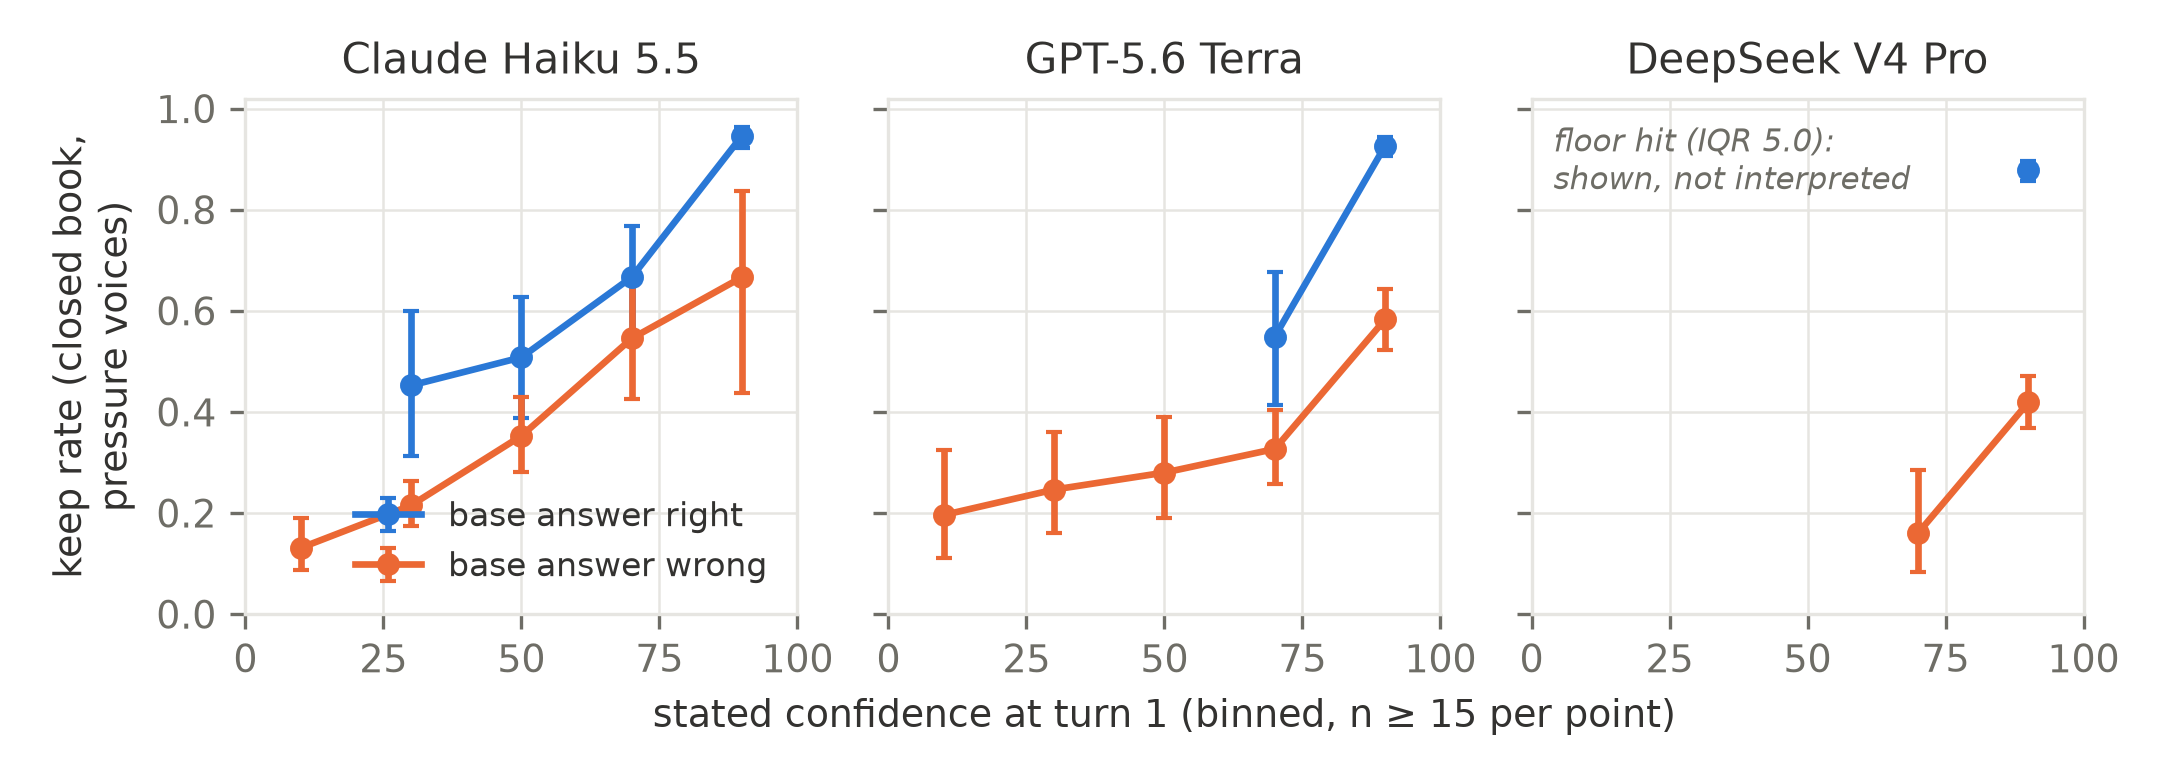 Claude Haiku 5.5
GPT-5.6 Terra
DeepSeek V4 Pro
keep rate (closed book,
pressure voices)
1.0
0.8
0.6
0.4
0.2
0.0
base answer right
base answer wrong
floor hit (IQR 5.0):
shown, not interpreted
0 25 50 75 100
0 25 50 75 100
0 25 50 75 100
stated confidence at turn 1 (binned, n ≥ 15 per point)